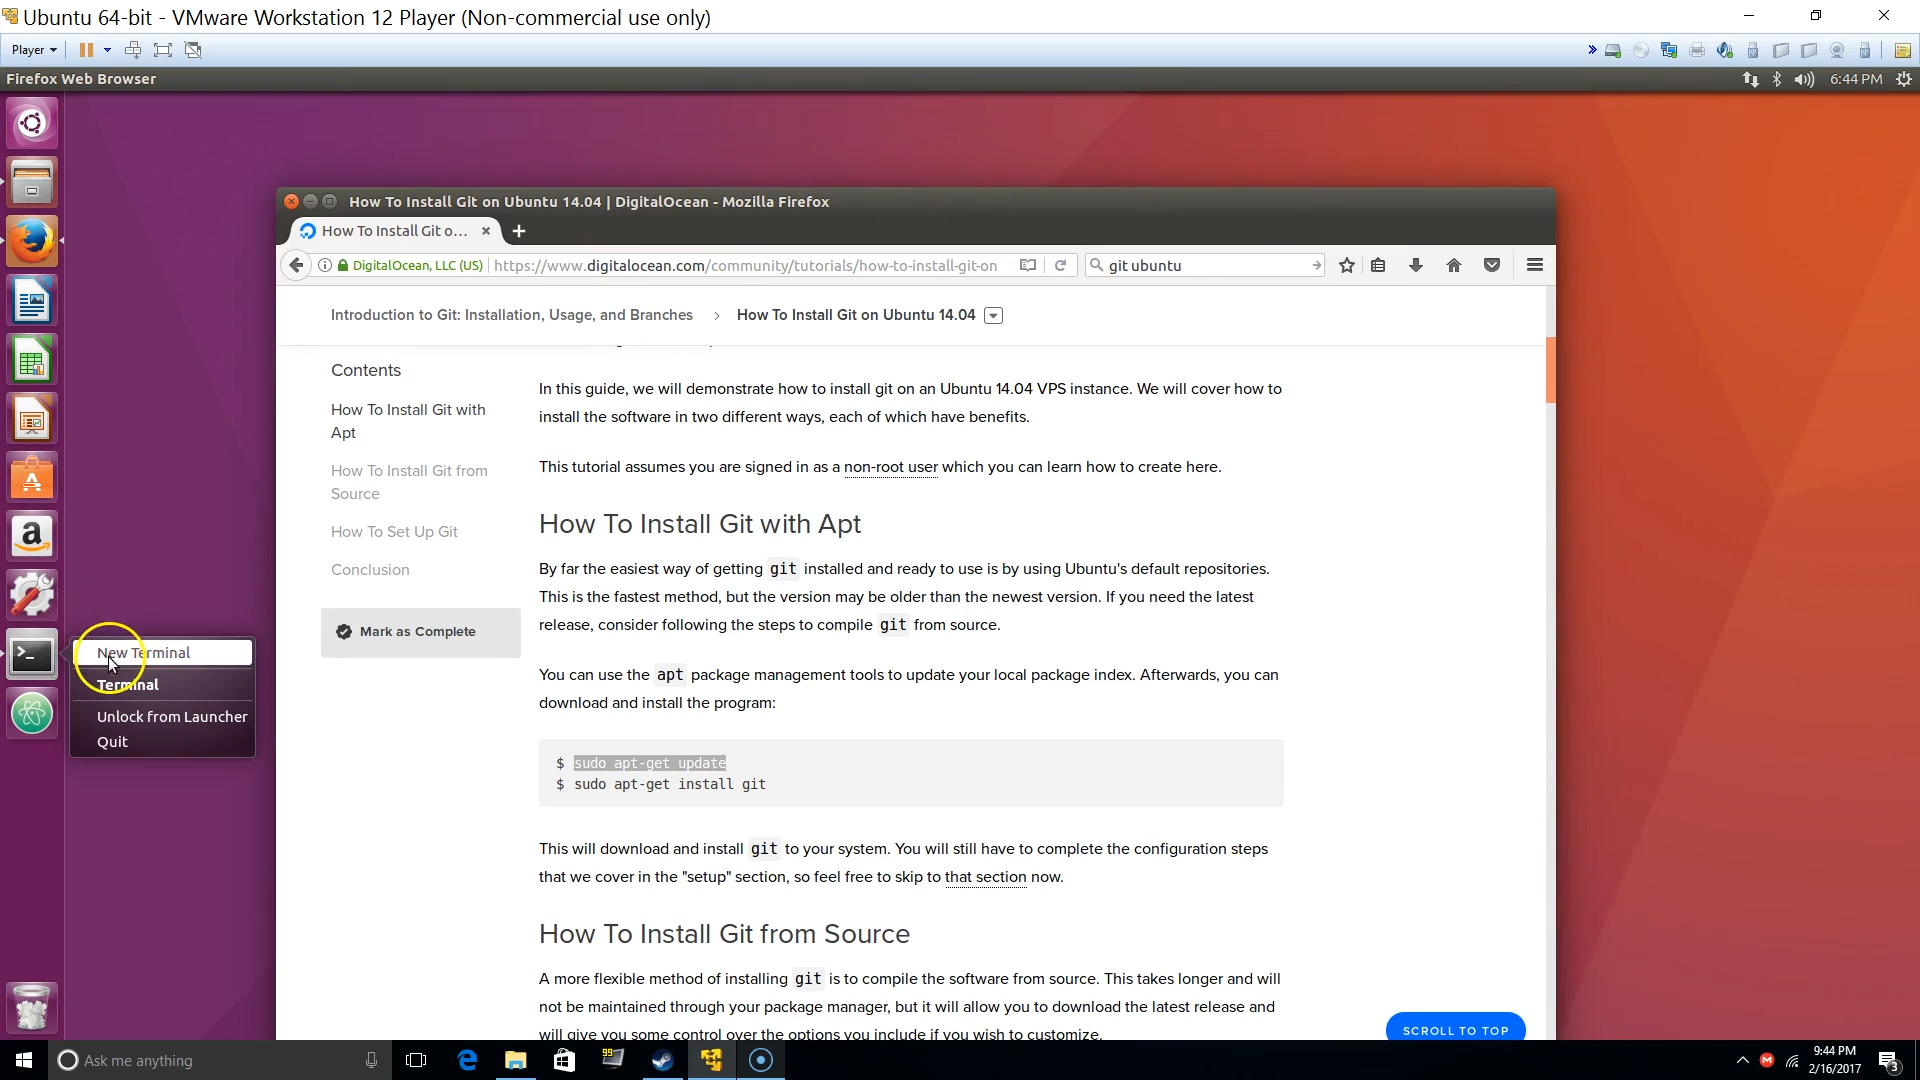 Ubuntu 64-bit - VMware Workstation 12 Player (Non-commercial use only)
Player
Firefox Web Browser
6:44 PM
How To Install Git on Ubuntu 14.04 | DigitalOcean - Mozilla Firefox
How To Install Git o...
DigitalOcean, LLC (US)
https://www.digitalocean.com/community/tutorials/how-to-install-git-on
git ubuntu
Introduction to Git: Installation, Usage, and Branches > How To Install Git on Ubuntu 14.04
Contents
How To Install Git with
Apt
How To Install Git from
Source
How To Set Up Git
Conclusion
Mark as Complete
In this guide, we will demonstrate how to install git on an Ubuntu 14.04 VPS instance. We will cover how to
install the software in two different ways, each of which have benefits.
This tutorial assumes you are signed in as a non-root user which you can learn how to create here.
How To Install Git with Apt
By far the easiest way of getting git installed and ready to use is by using Ubuntu's default repositories.
This is the fastest method, but the version may be older than the newest version. If you need the latest
release, consider following the steps to compile git from source.
You can use the apt package management tools to update your local package index. Afterwards, you can
download and install the program:
$ sudo apt-get update
$ sudo apt-get install git
This will download and install git to your system. You will still have to complete the configuration steps
that we cover in the "setup" section, so feel free to skip to that section now.
How To Install Git from Source
A more flexible method of installing git is to compile the software from source. This takes longer and will
not be maintained through your package manager, but it will allow you to download the latest release and
will give you some control over the options you include if you wish to customize.
SCROLL TO TOP
New Terminal
Terminal
Unlock from Launcher
Quit
Ask me anything
99
9:44 PM
2/16/2017
3